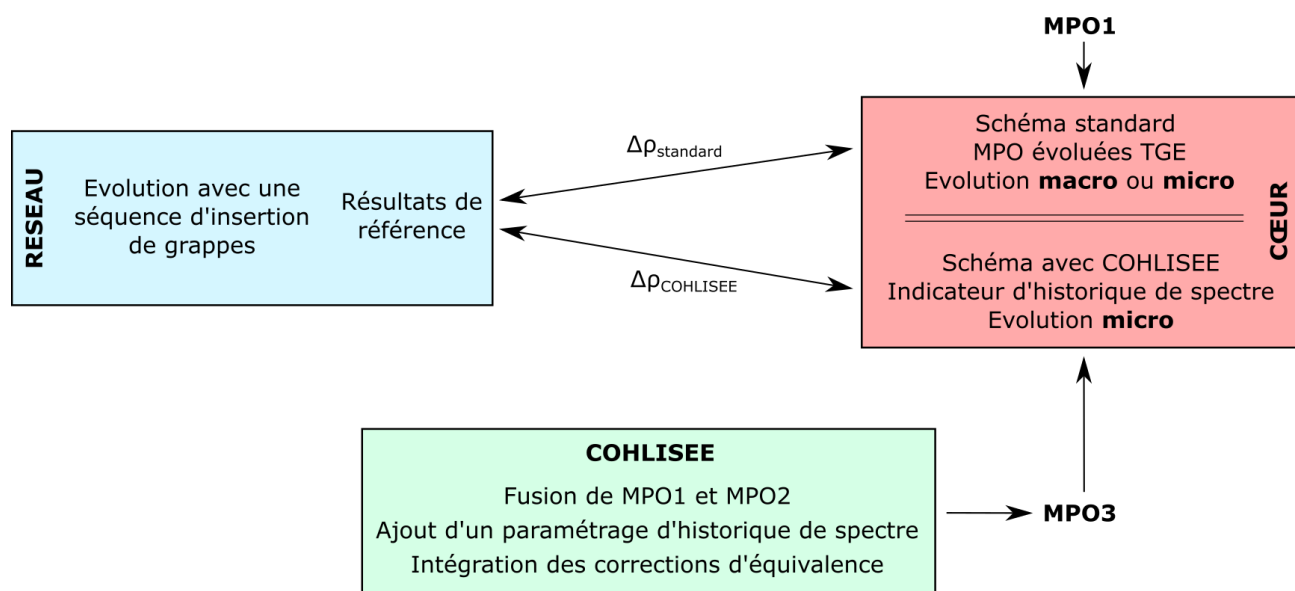 MPO1
RESEAU
Evolution avec une
séquence d'insertion
de grappes
Résultats de
référence
Δρstandard
ΔρCOHLISEE
Schéma standard
MPO évoluées TGE
Evolution macro ou micro
CŒUR
Schéma avec COHLISEE
Indicateur d'historique de spectre
Evolution micro
COHLISEE
Fusion de MPO1 et MPO2
Ajout d'un paramétrage d'historique de spectre
Intégration des corrections d'équivalence
MPO3